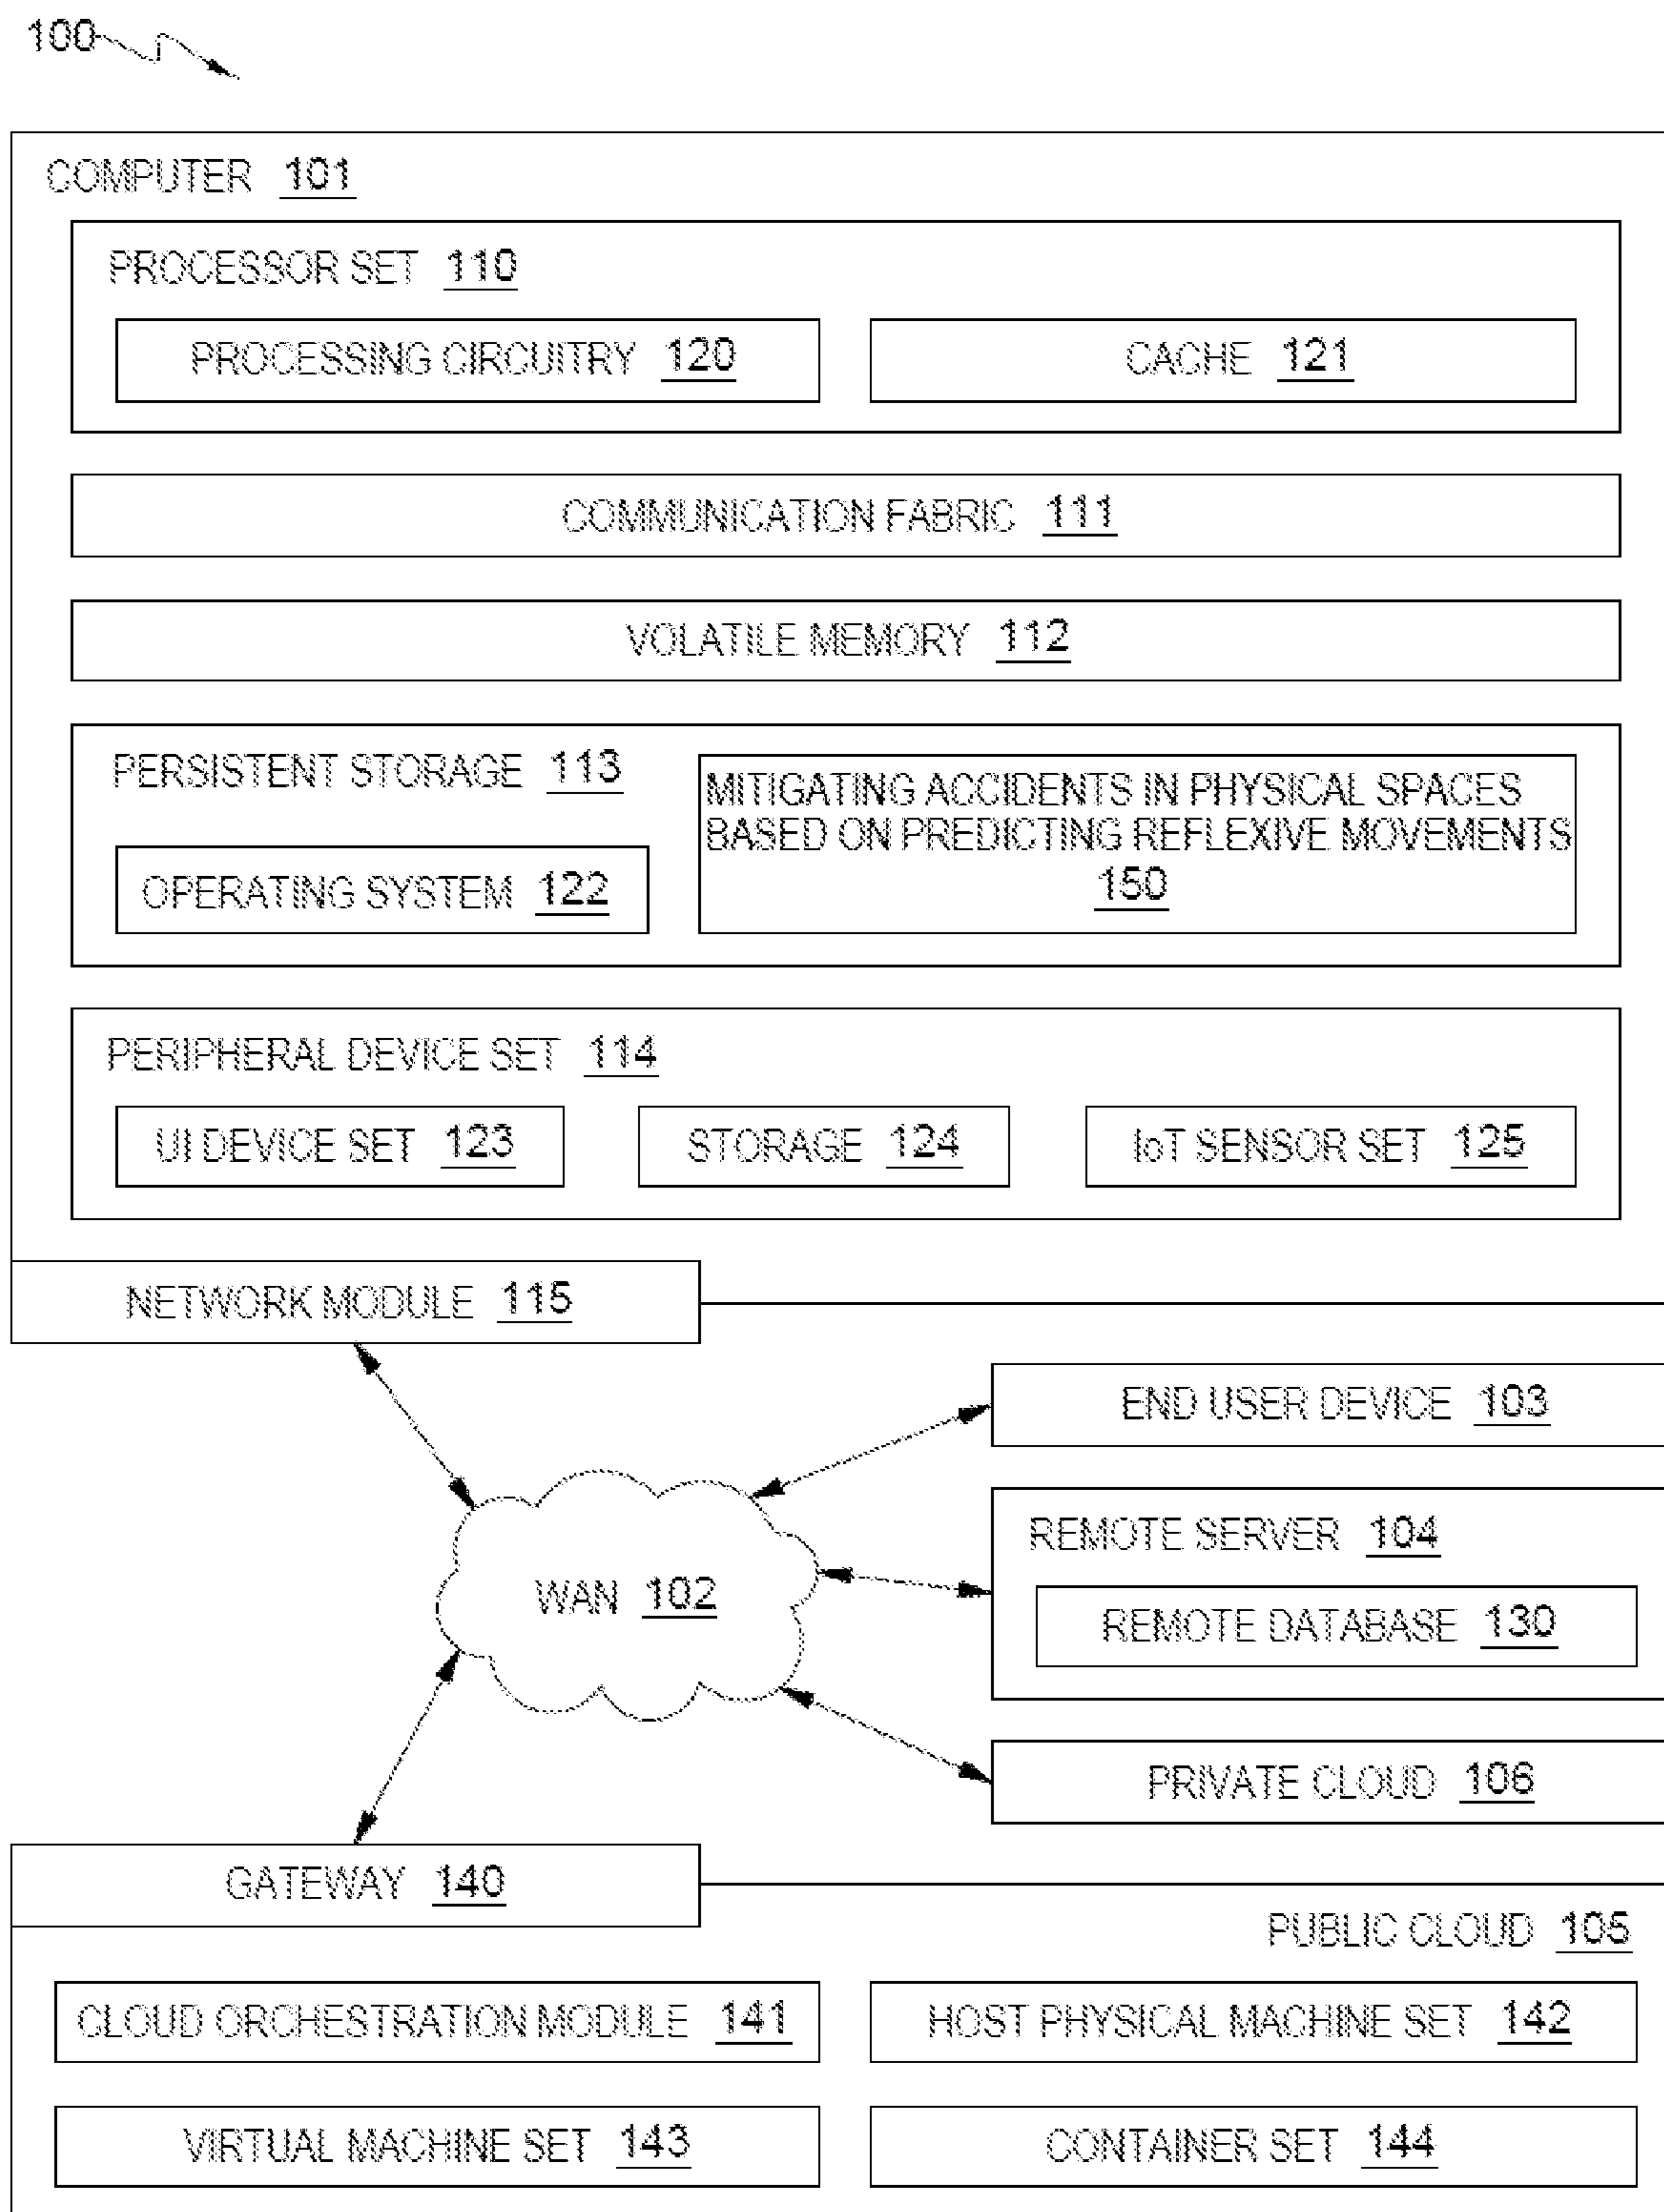 100
COMPUTER 101
PROCESSOR SET 110
PROCESSING CIRCUITRY 120
CACHE 121
COMMUNICATION FABRIC 111
VOLATILE MEMORY 112
PERSISTENT STORAGE 113
OPERATING SYSTEM 122
MITIGATING ACCIDENTS IN PHYSICAL SPACES
BASED ON PREDICTING REFLEXIVE MOVEMENTS
150
PERIPHERAL DEVICE SET 114
UI DEVICE SET 123
STORAGE 124
IoT SENSOR SET 125
NETWORK MODULE 115
END USER DEVICE 103
REMOTE SERVER 104
WAN 102
REMOTE DATABASE 130
PRIVATE CLOUD 106
GATEWAY 140
PUBLIC CLOUD 105
CLOUD ORCHESTRATION MODULE 141
HOST PHYSICAL MACHINE SET 142
VIRTUAL MACHINE SET 143
CONTAINER SET 144